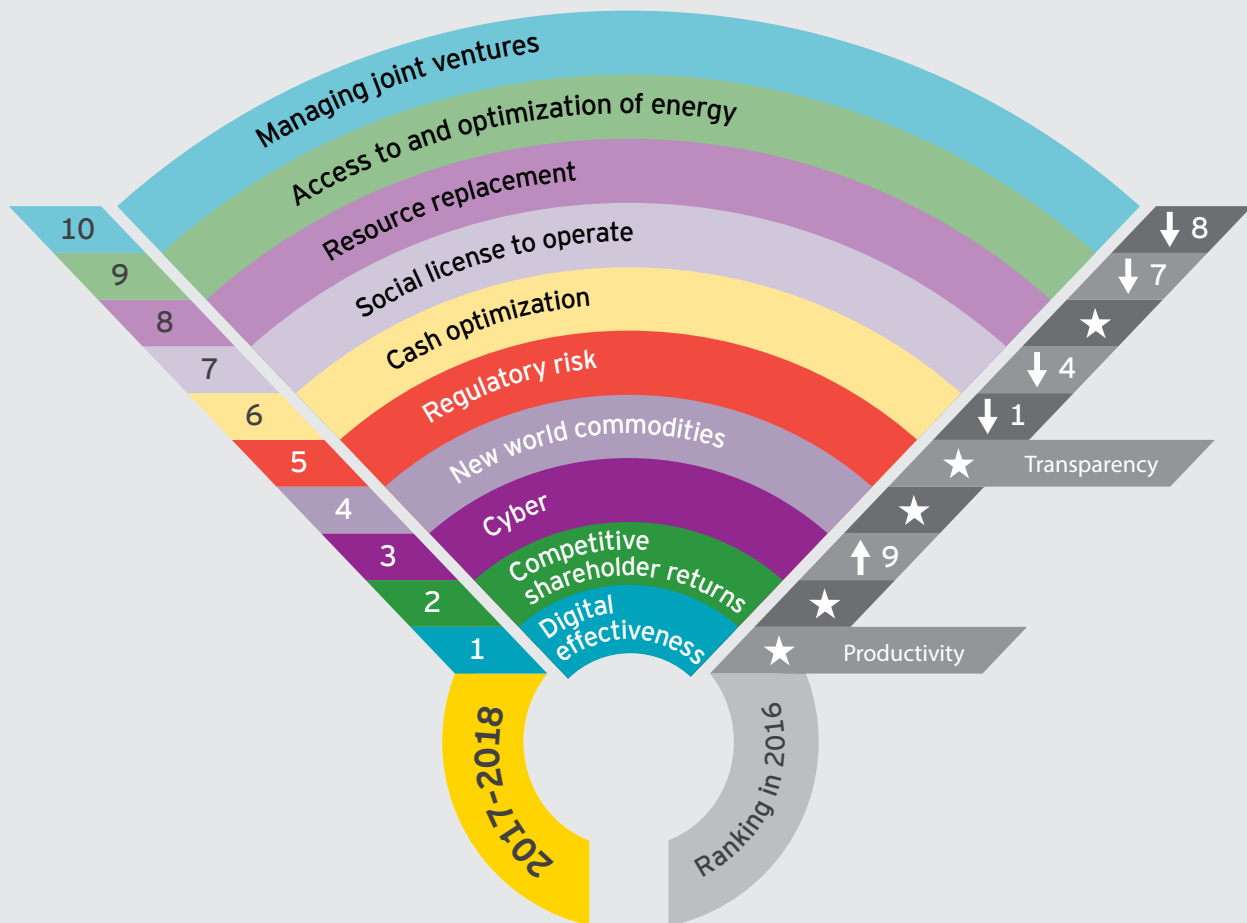 Managing joint ventures
Access to and optimization of energy
Resource replacement
Social license to operate
Cash optimization
Regulatory risk
New world commodities
Cyber
Competitive
shareholder returns
Digital
effectiveness
10
9
8
7
6
5
4
3
2
1
8
7
4
1
Transparency
9
Productivity
2017-2018
Ranking in 2016